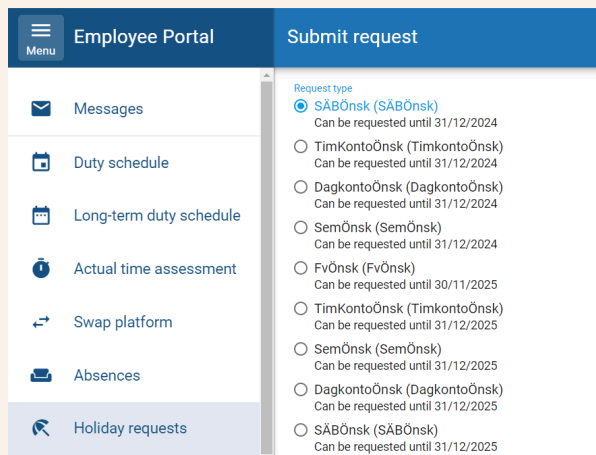 Menu
Employee Portal
Submit request
Messages
Duty schedule
Long-term duty schedule
Actual time assessment
Swap platform
Absences
Holiday requests
Request type
SÄBÖnsk (SÄBÖnsk)
Can be requested until 31/12/2024
TimKontoÖnsk (TimkontoÖnsk)
Can be requested until 31/12/2024
DagkontoÖnsk (DagkontoÖnsk)
Can be requested until 31/12/2024
SemÖnsk (SemÖnsk)
Can be requested until 31/12/2024
FvÖnsk (FvÖnsk)
Can be requested until 30/11/2025
TimKontoÖnsk (TimkontoÖnsk)
Can be requested until 31/12/2025
SemÖnsk (SemÖnsk)
Can be requested until 31/12/2025
DagkontoÖnsk (DagkontoÖnsk)
Can be requested until 31/12/2025
SÄBÖnsk (SÄBÖnsk)
Can be requested until 31/12/2025